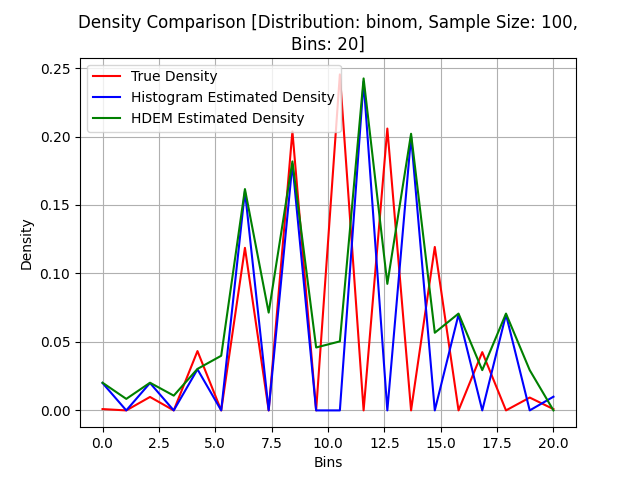 Density Comparison [Distribution: binom, Sample Size: 100,
Bins: 20]
True Density
Histogram Estimated Density
HDEM Estimated Density
0.25
0.20
0.15
0.10
0.05
0.00
Density
0.0 2.5 5.0 7.5 10.0 12.5 15.0 17.5 20.0
Bins